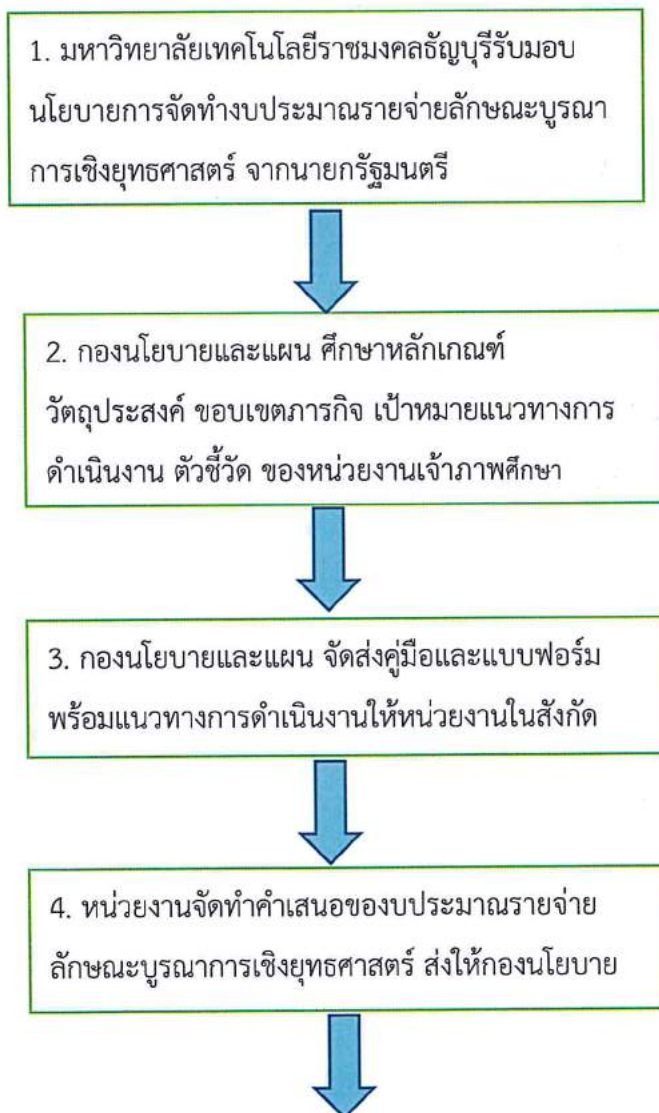 1. มหาวิทยาลัยเทคโนโลยีราชมงคลธัญบุรีรับมอบ
นโยบายการจัดทำงบประมาณรายจ่ายลักษณะบูรณา
การเชิงยุทธศาสตร์ จากนายกรัฐมนตรี
2. กองนโยบายและแผน ศึกษาหลักเกณฑ์
วัตถุประสงค์ ขอบเขตภารกิจ เป้าหมายแนวทางการ
ดำเนินงาน ตัวชี้วัด ของหน่วยงานเจ้าภาพศึกษา
3. กองนโยบายและแผน จัดส่งคู่มือและแบบฟอร์ม
พร้อมแนวทางการดำเนินงานให้หน่วยงานในสังกัด
4. หน่วยงานจัดทำคำเสนอของบประมาณรายจ่าย
ลักษณะบูรณาการเชิงยุทธศาสตร์ ส่งให้กองนโยบาย